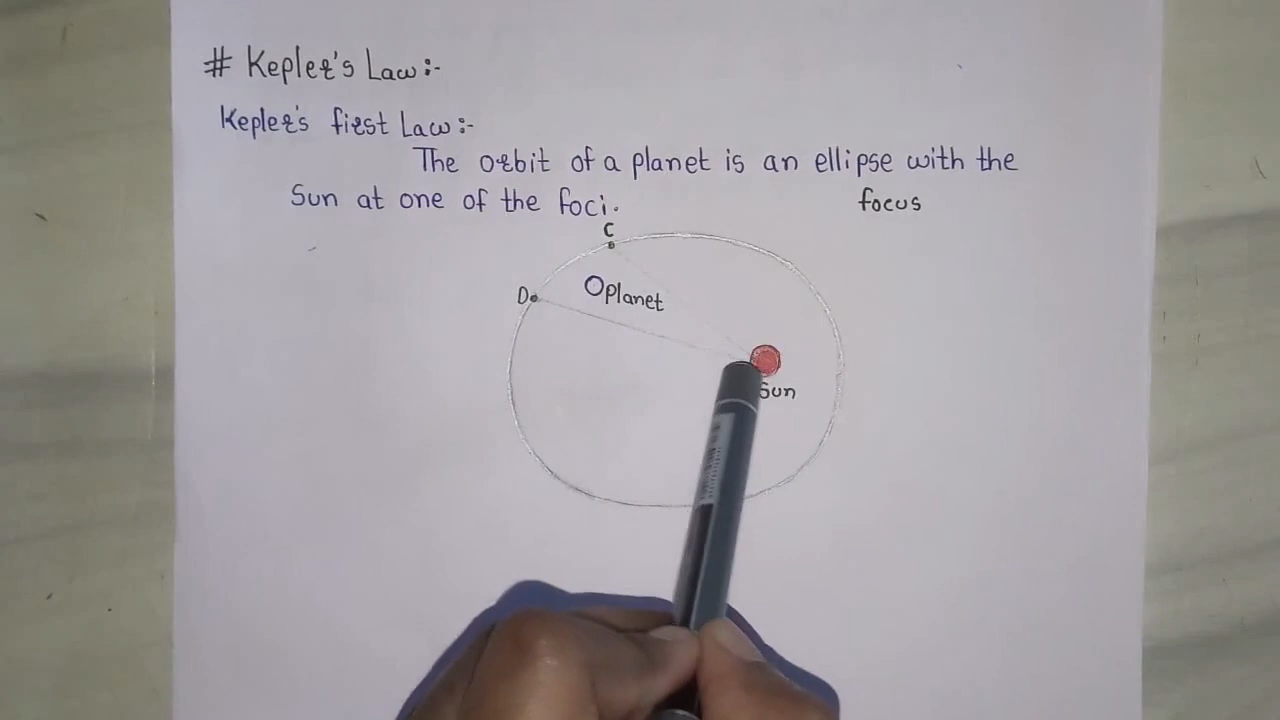 # Kepler's Law:-
Kepler's first Law:-
The orbit of a planet is an ellipse with the
Sun at one of the foci.
focus
C
D
Planet
Sun